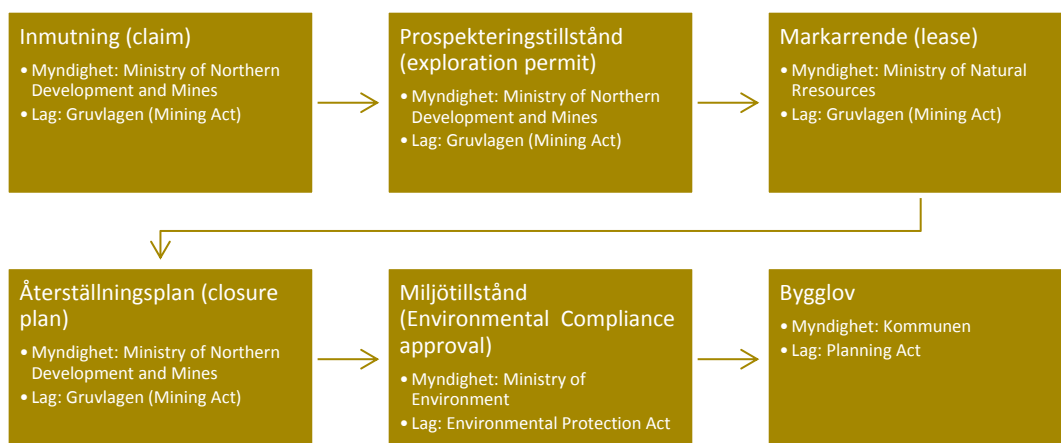 Inmutning (claim)
• Myndighet: Ministry of Northern
Development and Mines
• Lag: Gruvlagen (Mining Act)
Prospekteringstillstånd
(exploration permit)
• Myndighet: Ministry of Northern
Development and Mines
• Lag: Gruvlagen (Mining Act)
Markarrende (lease)
• Myndighet: Ministry of Natural
Rresources
• Lag: Gruvlagen (Mining Act)
Återställningsplan (closure
plan)
• Myndighet: Ministry of Northern
Development and Mines
• Lag: Gruvlagen (Mining Act)
Miljötillstånd
(Environmental Compliance
approval)
• Myndighet: Ministry of
Environment
• Lag: Environmental Protection Act
Bygglov
• Myndighet: Kommunen
• Lag: Planning Act